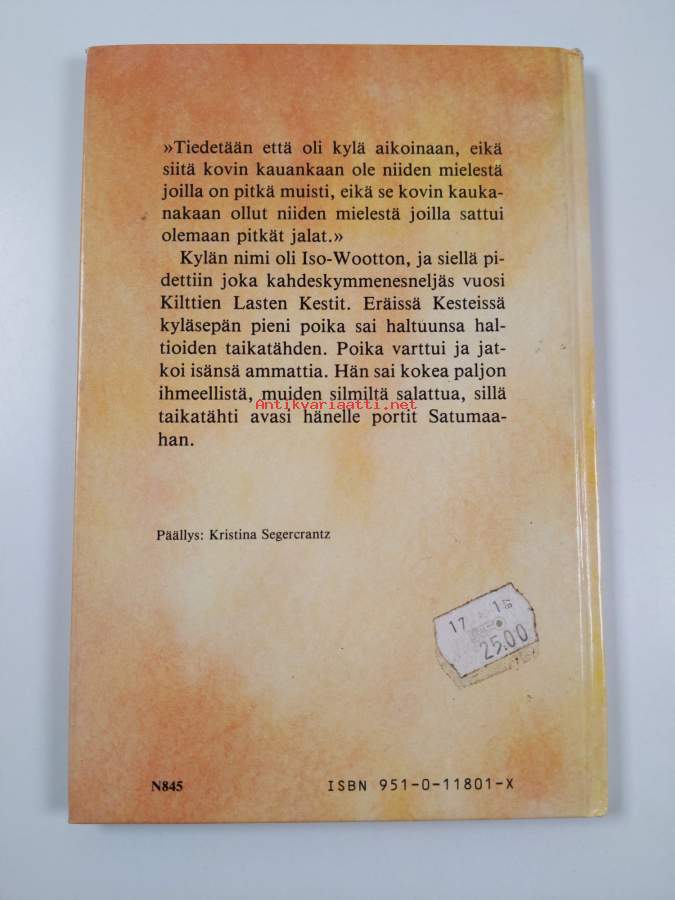 »Tiedetään että oli kylä aikoinaan, eikä
siitä kovin kauankaan ole niiden mielestä
joilla on pitkä muisti, eikä se kovin kauka-
nakaan ollut niiden mielestä joilla sattui
olemaan pitkät jalat.»
Kylän nimi oli Iso-Wootton, ja siellä pi-
dettiin joka kahdeskymmenesneljäs vuosi
Kilttien Lasten Kestit. Eräissä Kesteissä
kyläsepän pieni poika sai haltuunsa hal-
tioiden taikatähden. Poika varttui ja jat-
koi isänsä ammattia. Hän sai kokea paljon
ihmeellistä, muiden silmiltä salattua, sillä
Antikvariaatti.net
taikatähti avasi hänelle portit Satumaa-
han.
Päällys: Kristina Segercrantz
17 15
25.00
N845
ISBN 951-0-11801-X